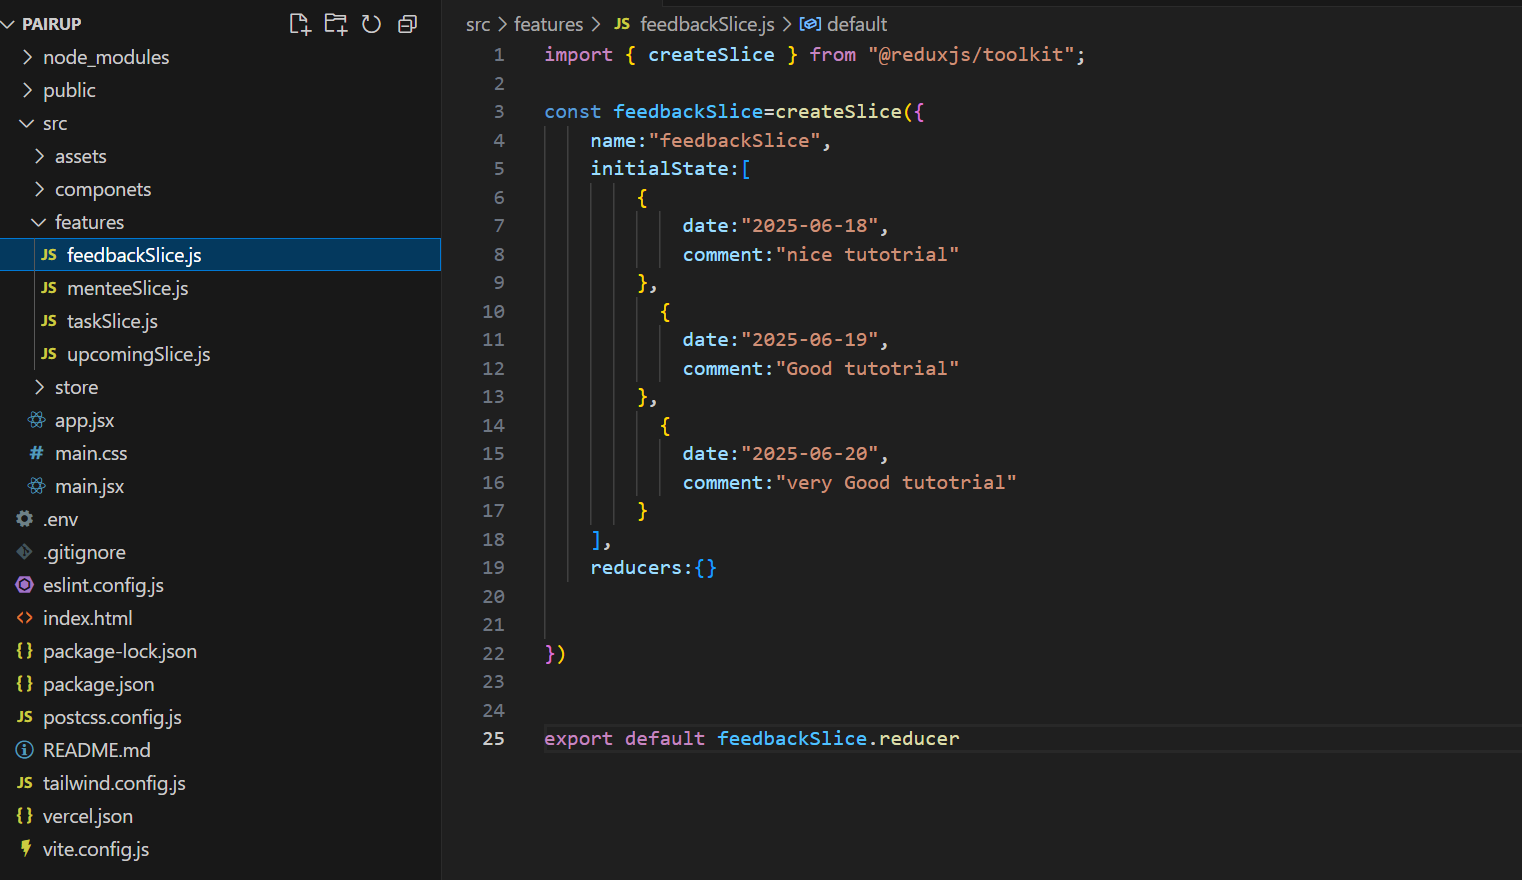 PAIRUP
node_modules
public
src
assets
componets
features
JS feedbackSlice.js
JS menteeSlice.js
JS taskSlice.js
JS upcomingSlice.js
store
app.jsx
# main.css
main.jsx
.env
.gitignore
eslint.config.js
<> index.html
{} package-lock.json
{} package.json
JS postcss.config.js
README.md
JS tailwind.config.js
{} vercel.json
vite.config.js
src > features > JS feedbackSlice.js > default
1 import { createSlice } from "@reduxjs/toolkit";
2
3 const feedbackSlice=createSlice({
4     name:"feedbackSlice",
5     initialState:[
6         {
7             date:"2025-06-18",
8             comment:"nice tutotrial"
9         },
10          {
11             date:"2025-06-19",
12             comment:"Good tutotrial"
13         },
14          {
15             date:"2025-06-20",
16             comment:"very Good tutotrial"
17         }
18     ],
19     reducers:{}
20
21
22 })
23
24
25 export default feedbackSlice.reducer